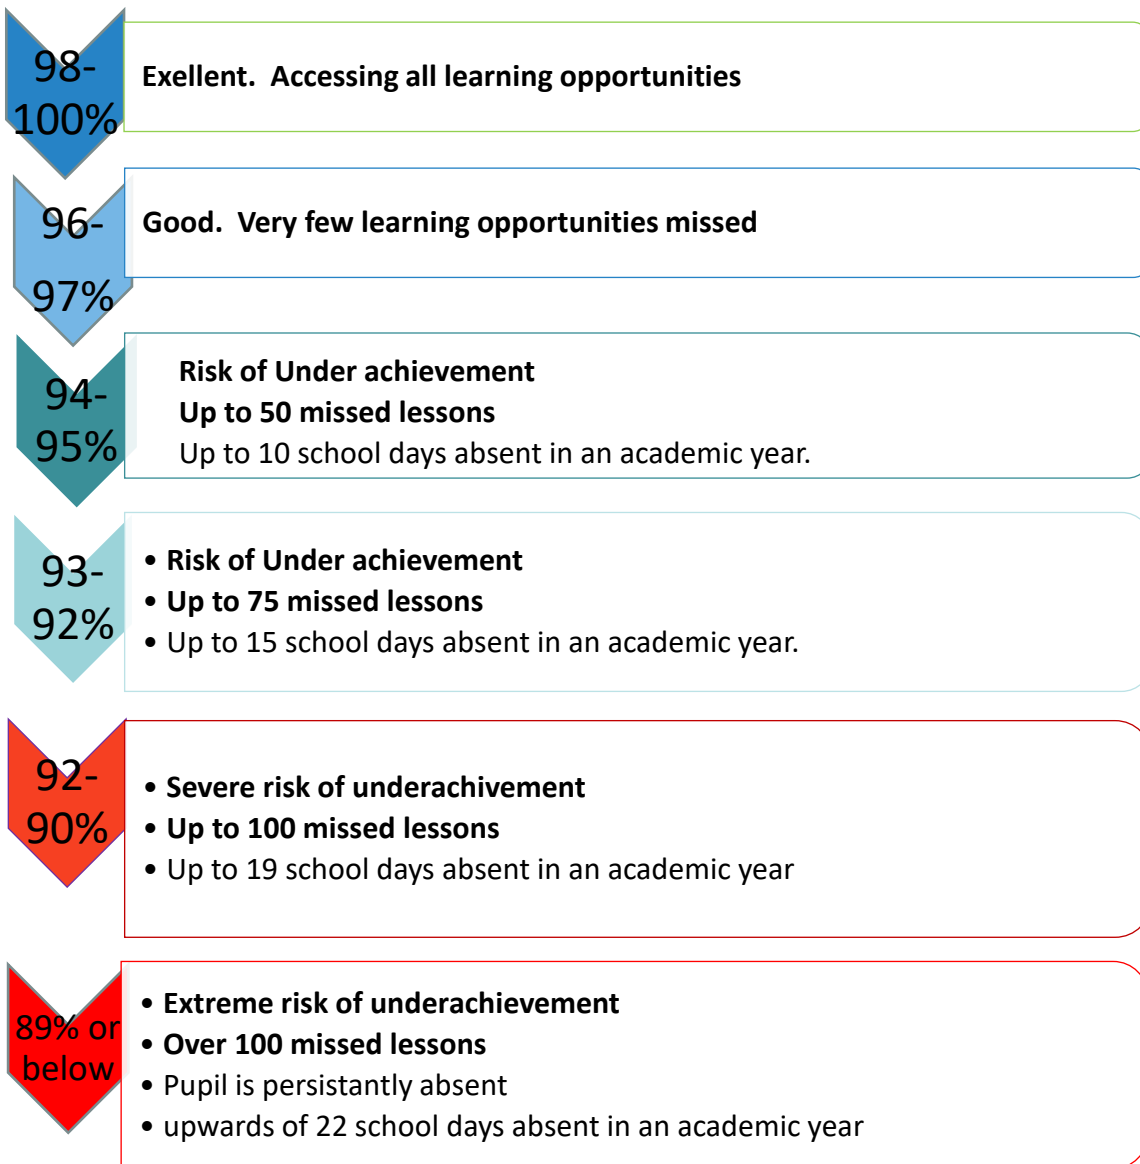 98-
100%
Exellent.  Accessing all learning opportunities
96-
97%
Good.  Very few learning opportunities missed
94-
95%
Risk of Under achievement
Up to 50 missed lessons
Up to 10 school days absent in an academic year.
93-
92%
• Risk of Under achievement
• Up to 75 missed lessons
• Up to 15 school days absent in an academic year.
92-
90%
• Severe risk of underachivement
• Up to 100 missed lessons
• Up to 19 school days absent in an academic year
89% or
below
• Extreme risk of underachievement
• Over 100 missed lessons
• Pupil is persistantly absent
• upwards of 22 school days absent in an academic year